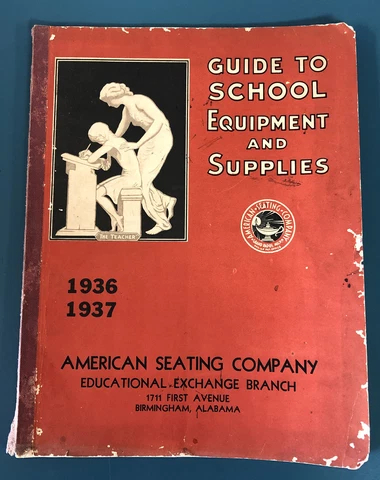 GUIDE TO
SCHOOL
EQUIPMENT
AND
SUPPLIES
THE TEACHER
AMERICAN SEATING COMPANY
1936
1937
AMERICAN SEATING COMPANY
EDUCATIONAL EXCHANGE BRANCH
1711 FIRST AVENUE
BIRMINGHAM, ALABAMA